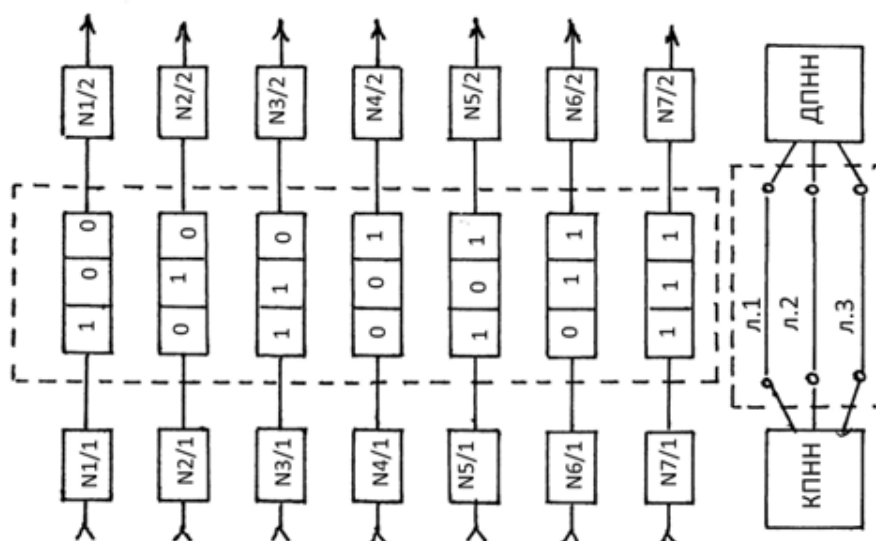 N1/1 1 0 0 N1/2
N2/1 0 1 0 N2/2
N3/1 1 1 0 N3/2
N4/1 0 0 1 N4/2
N5/1 1 0 1 N5/2
N6/1 0 1 1 N6/2
N7/1 1 1 1 N7/2
л.1
л.2
КПНН ДПНН
л.3